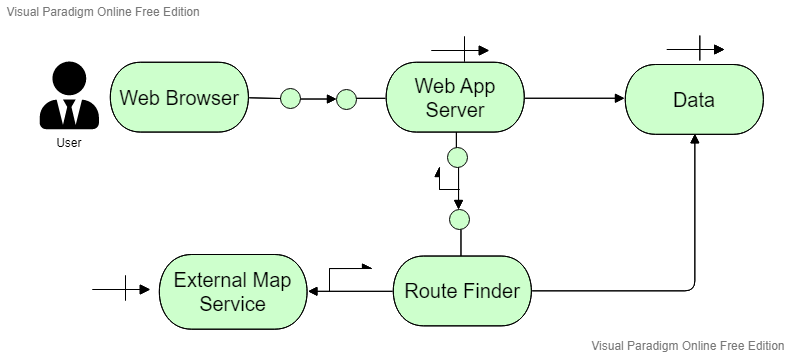 Visual Paradigm Online Free Edition
Web Browser
Web App
Server
Data
User
External Map
Service
Route Finder
Visual Paradigm Online Free Edition